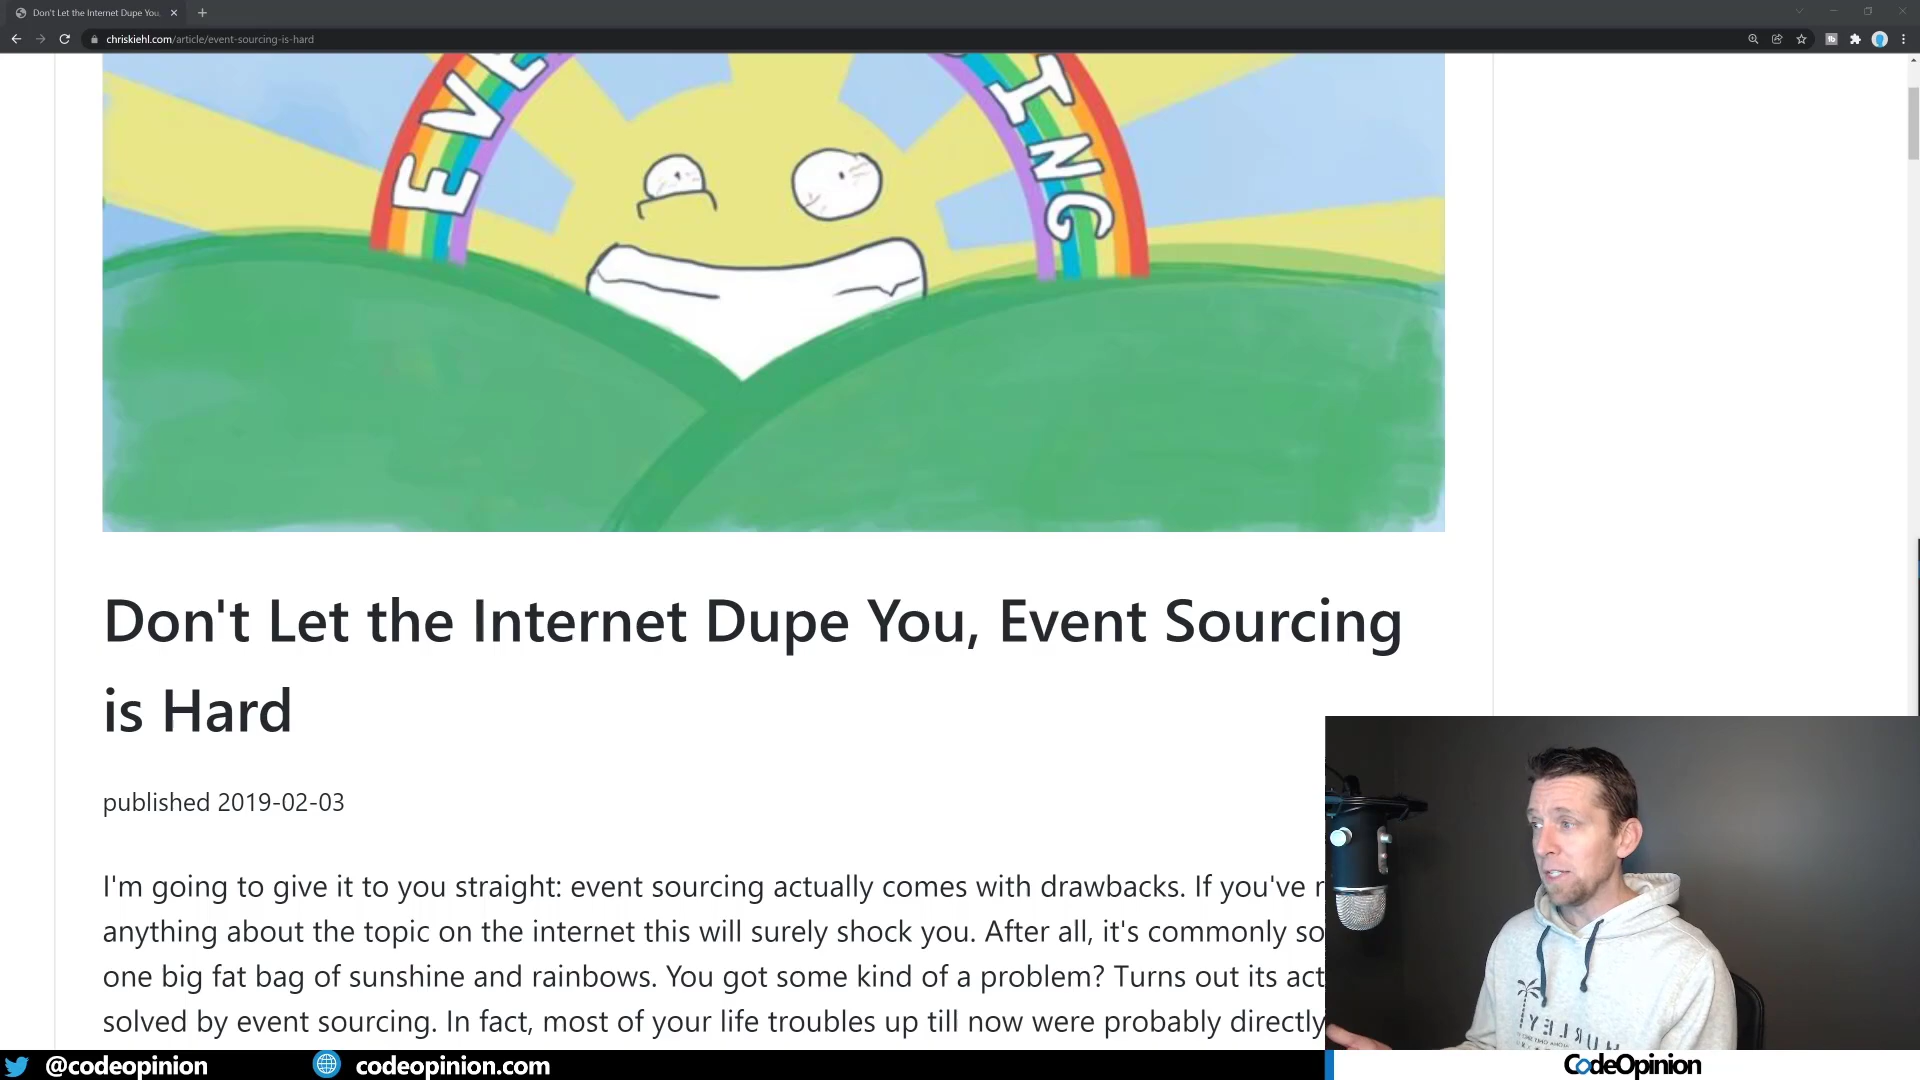 Don't Let the Internet Dupe You,
chriskiehl.com/article/event-sourcing-is-hard
EVE
ING
Don't Let the Internet Dupe You, Event Sourcing
is Hard
published 2019-02-03
I'm going to give it to you straight: event sourcing actually comes with drawbacks. If you've r
anything about the topic on the internet this will surely shock you. After all, it's commonly so
one big fat bag of sunshine and rainbows. You got some kind of a problem? Turns out its act
solved by event sourcing. In fact, most of your life troubles up till now were probably directly
HURLEY
@codeopinion
codeopinion.com
CodeOpinion